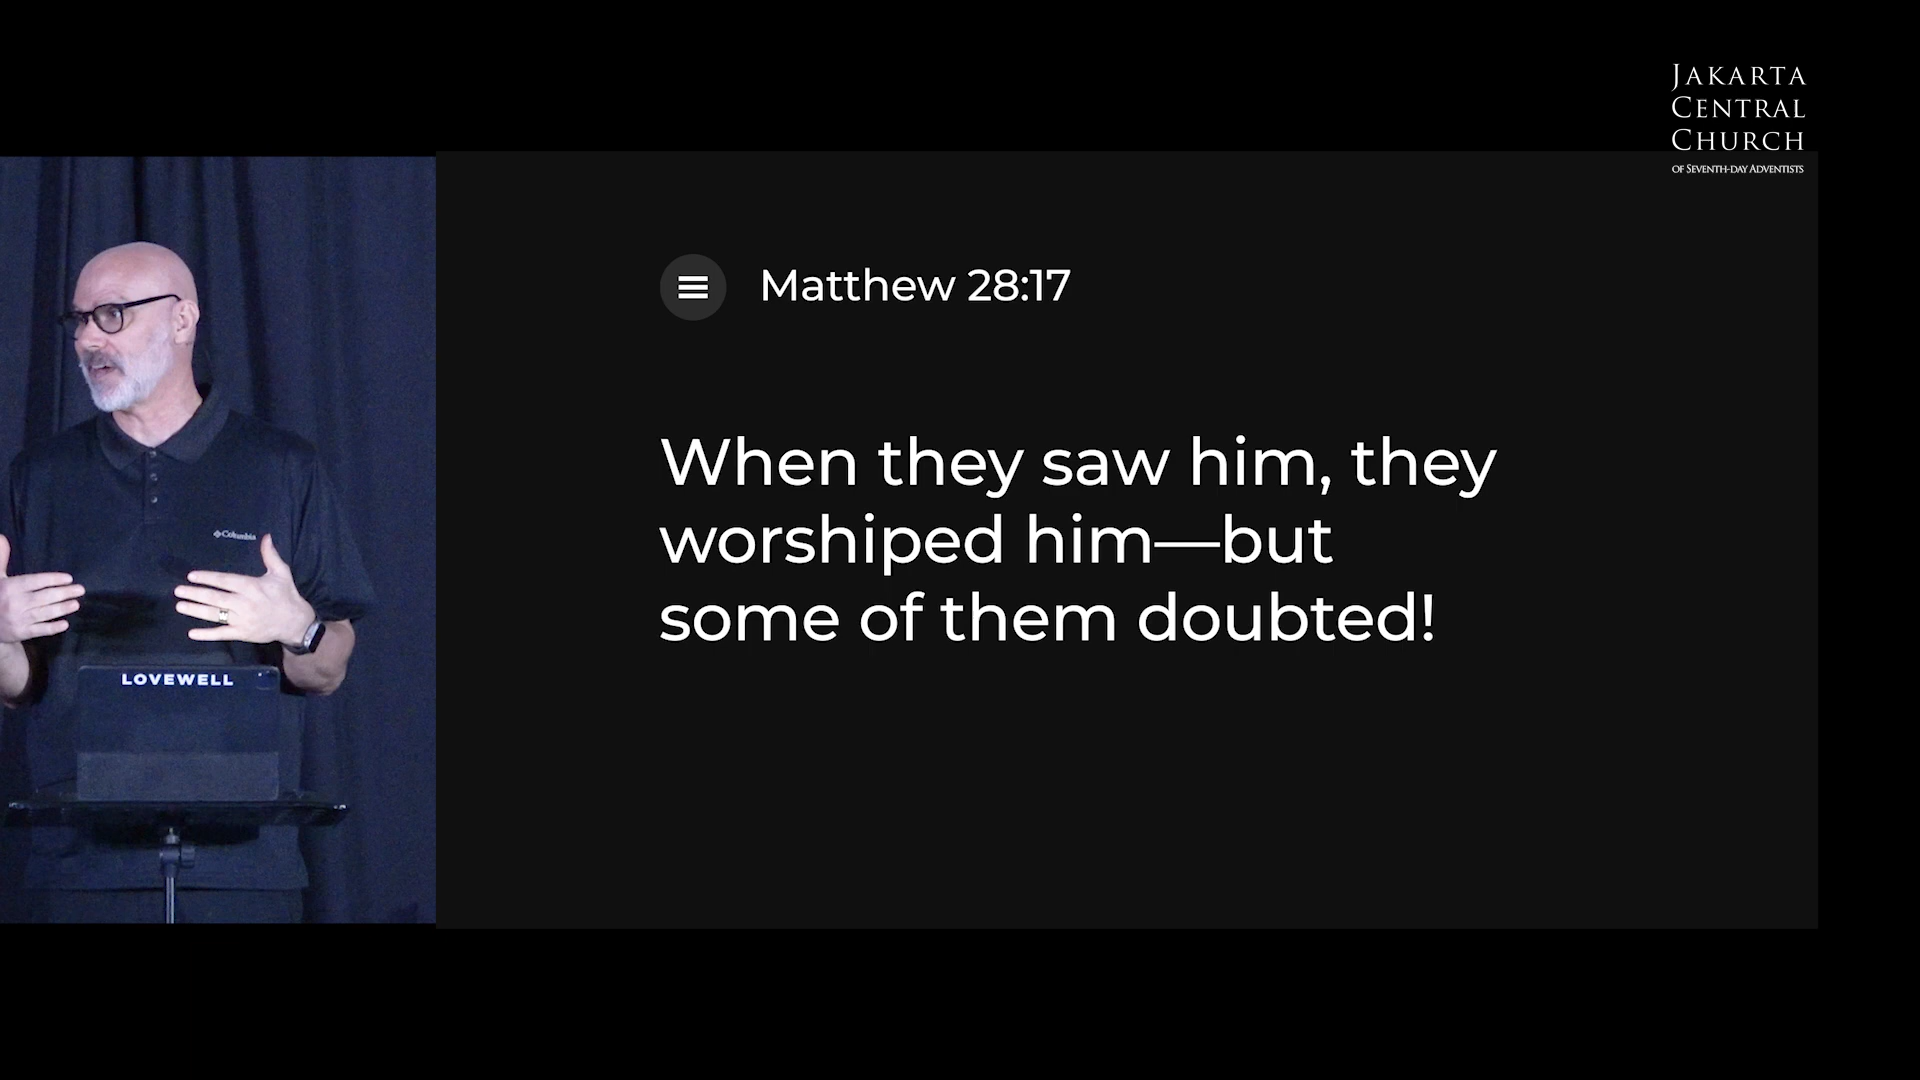 JAKARTA
CENTRAL
CHURCH
OF SEVENTH-DAY ADVENTISTS
Matthew 28:17
When they saw him, they
worshiped him—but
some of them doubted!
Columbia
LOVEWELL